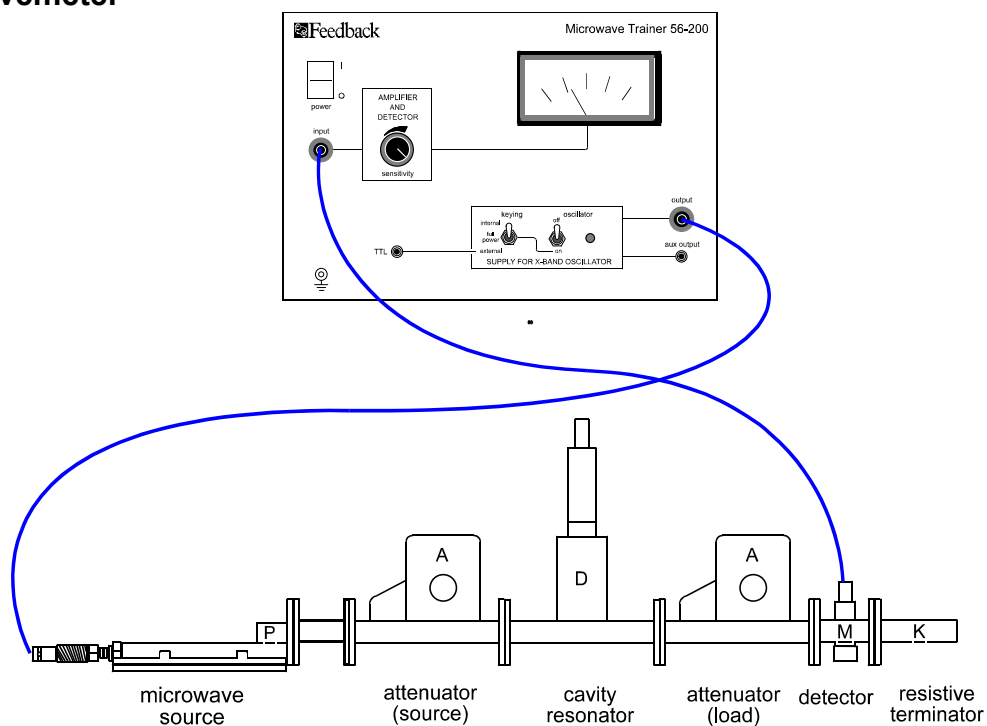 Feedback
Microwave Trainer 56-200
I
O
power
AMPLIFIER
AND
DETECTOR
input
sensitivity
output
keying
oscillator
internal
off
full
power
TTL
external
on
aux output
SUPPLY FOR X-BAND OSCILLATOR
A
A
D
P
M
K
microwave
source
attenuator
(source)
cavity
resonator
attenuator
(load)
detector
resistive
terminator